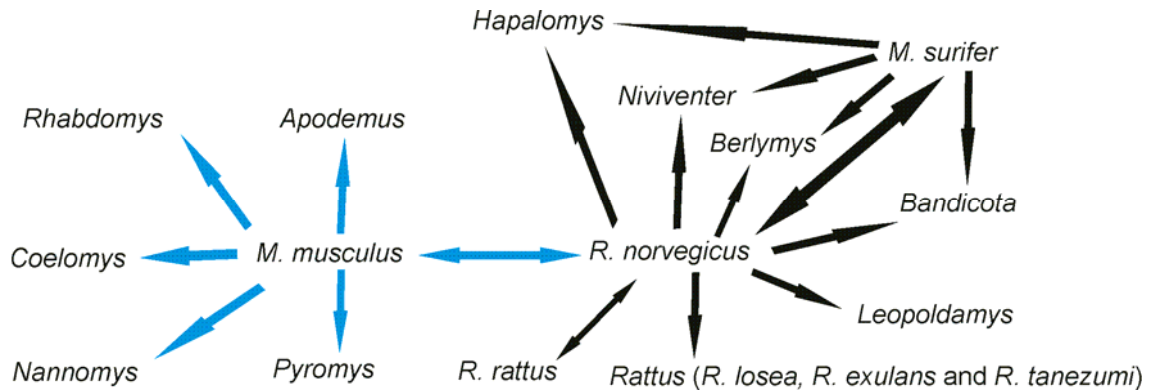 Hapalomys
M. surifer
Niviventer
Rhabdomys
Apodemus
Berlymys
Bandicota
Coelomys
M. musculus
R. norvegicus
Leopoldamys
Nannomys
Pyromys
R. rattus
Rattus (R. losea, R. exulans and R. tanezumi)